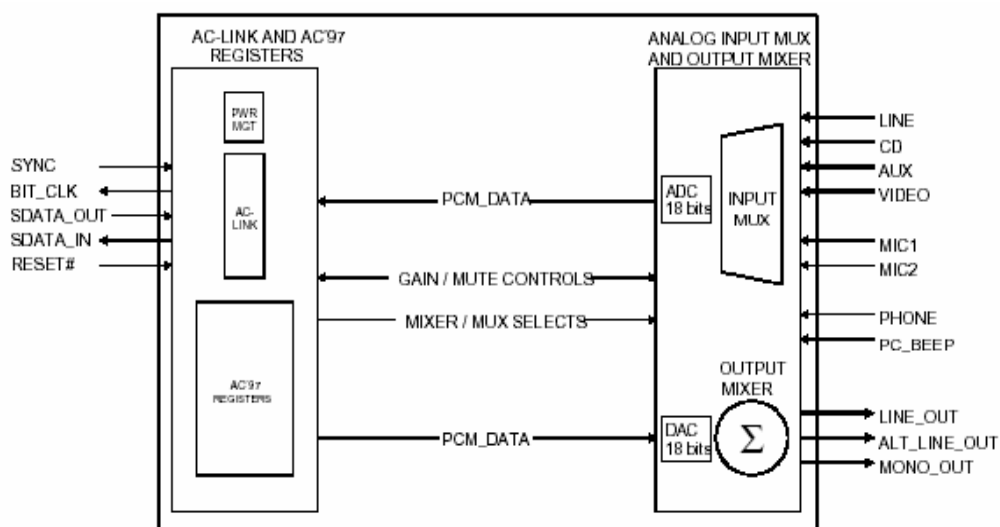 AC-LINK AND AC'97
REGISTERS
ANALOG INPUT MUX
AND OUTPUT MIXER
PWR
MGT
AC-
LINK
AC'97
REGISTERS
SYNC
BIT_CLK
SDATA_OUT
SDATA_IN
RESET#
PCM_DATA
GAIN / MUTE CONTROLS
MIXER / MUX SELECTS
PCM_DATA
ADC
18 bits
INPUT
MUX
OUTPUT
MIXER
DAC
18 bits
Σ
LINE
CD
AUX
VIDEO
MIC1
MIC2
PHONE
PC_BEEP
LINE_OUT
ALT_LINE_OUT
MONO_OUT